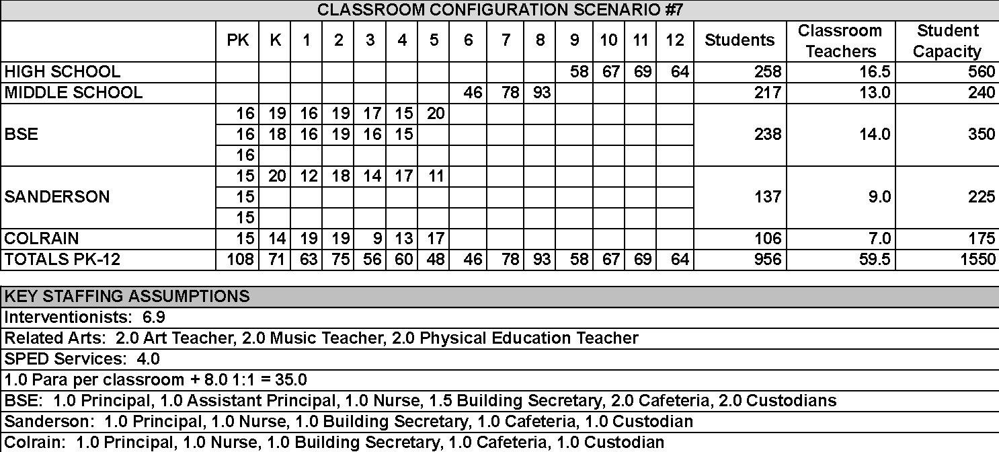 CLASSROOM CONFIGURATION SCENARIO #7
PK K 1 2 3 4 5 6 7 8 9 10 11 12 Students Classroom Teachers Student Capacity
HIGH SCHOOL 58 67 69 64 258 16.5 560
MIDDLE SCHOOL 46 78 93 217 13.0 240
BSE 16 19 16 19 17 15 20 238 14.0 350
16 18 16 19 16 15
16
SANDERSON 15 20 12 18 14 17 11 137 9.0 225
15
15
COLRAIN 15 14 19 19 9 13 17 106 7.0 175
TOTALS PK-12 108 71 63 75 56 60 48 46 78 93 58 67 69 64 956 59.5 1550
KEY STAFFING ASSUMPTIONS
Interventionists: 6.9
Related Arts: 2.0 Art Teacher, 2.0 Music Teacher, 2.0 Physical Education Teacher
SPED Services: 4.0
1.0 Para per classroom + 8.0 1:1 = 35.0
BSE: 1.0 Principal, 1.0 Assistant Principal, 1.0 Nurse, 1.5 Building Secretary, 2.0 Cafeteria, 2.0 Custodians
Sanderson: 1.0 Principal, 1.0 Nurse, 1.0 Building Secretary, 1.0 Cafeteria, 1.0 Custodian
Colrain: 1.0 Principal, 1.0 Nurse, 1.0 Building Secretary, 1.0 Cafeteria, 1.0 Custodian